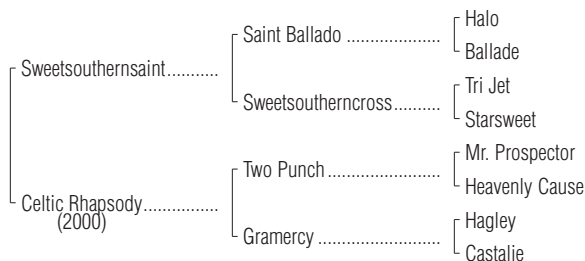 Halo
Saint Ballado
Ballade
Sweetsouthernsaint
Tri Jet
Sweetsoutherncross
Starsweet
Mr. Prospector
Two Punch
Heavenly Cause
Celtic Rhapsody
(2000)
Hagley
Gramercy
Castalie